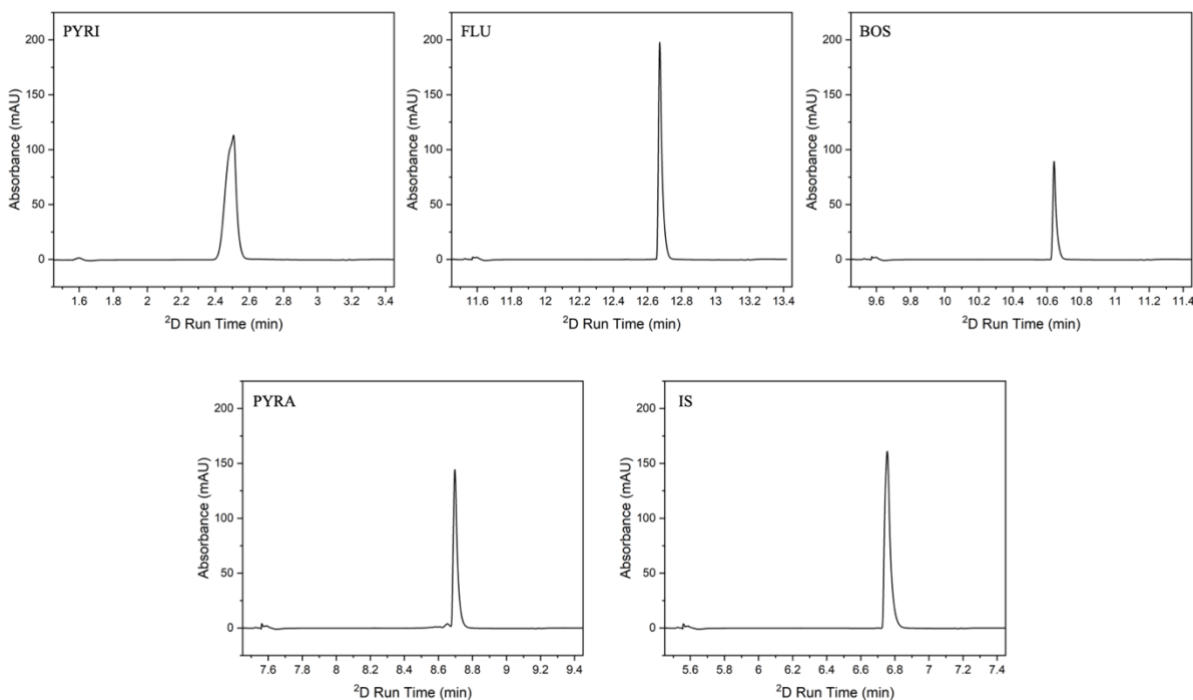 PYRI
200
150
100
50
0
Absorbance (mAU)
1.6 1.8 2 2.2 2.4 2.6 2.8 3 3.2 3.4
²D Run Time (min)
FLU
200
150
100
50
0
Absorbance (mAU)
11.6 11.8 12 12.2 12.4 12.6 12.8 13 13.2 13.4
²D Run Time (min)
BOS
200
150
100
50
0
Absorbance (mAU)
9.6 9.8 10 10.2 10.4 10.6 10.8 11 11.2 11.4
²D Run Time (min)
PYRA
200
150
100
50
0
Absorbance (mAU)
7.6 7.8 8 8.2 8.4 8.6 8.8 9 9.2 9.4
²D Run Time (min)
IS
200
150
100
50
0
Absorbance (mAU)
5.6 5.8 6 6.2 6.4 6.6 6.8 7 7.2 7.4
²D Run Time (min)